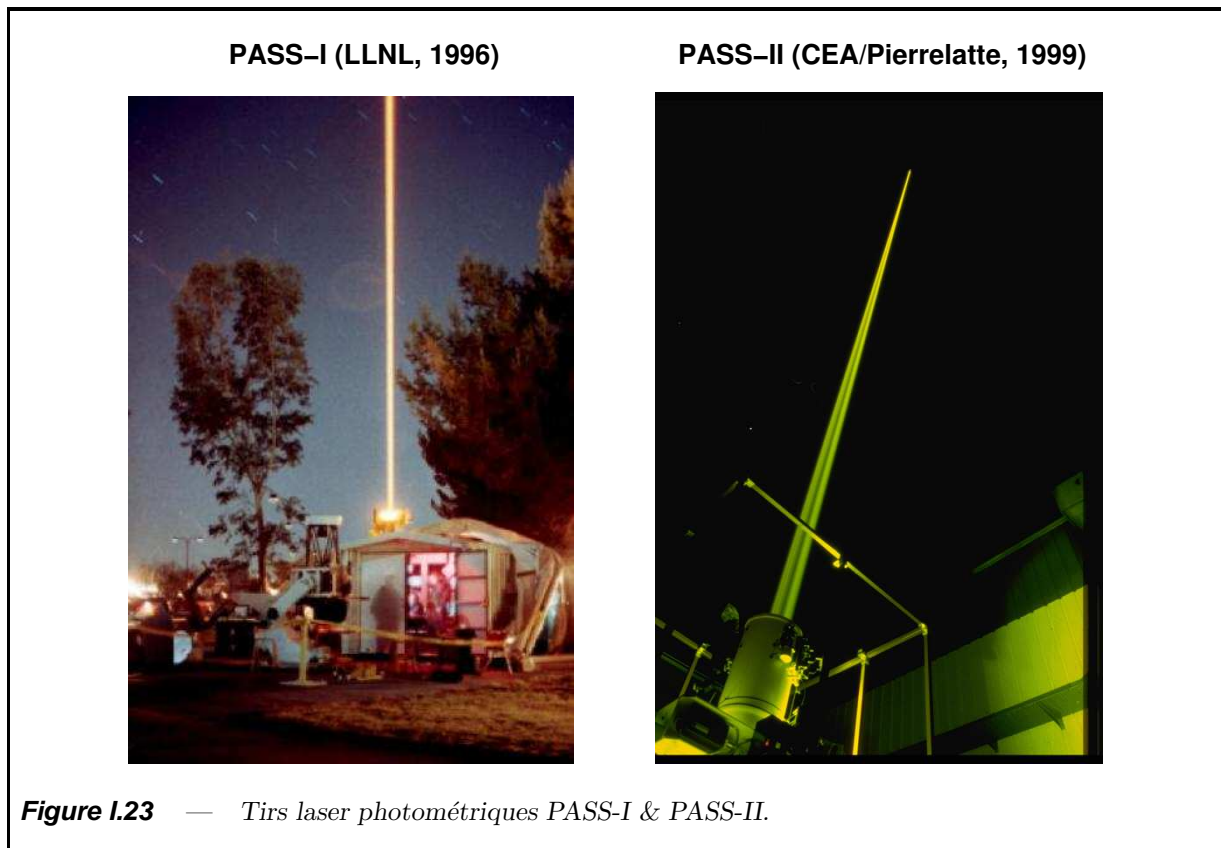 PASS–I (LLNL, 1996)
PASS–II (CEA/Pierrelatte, 1999)
Figure I.23 — Tirs laser photométriques PASS-I & PASS-II.